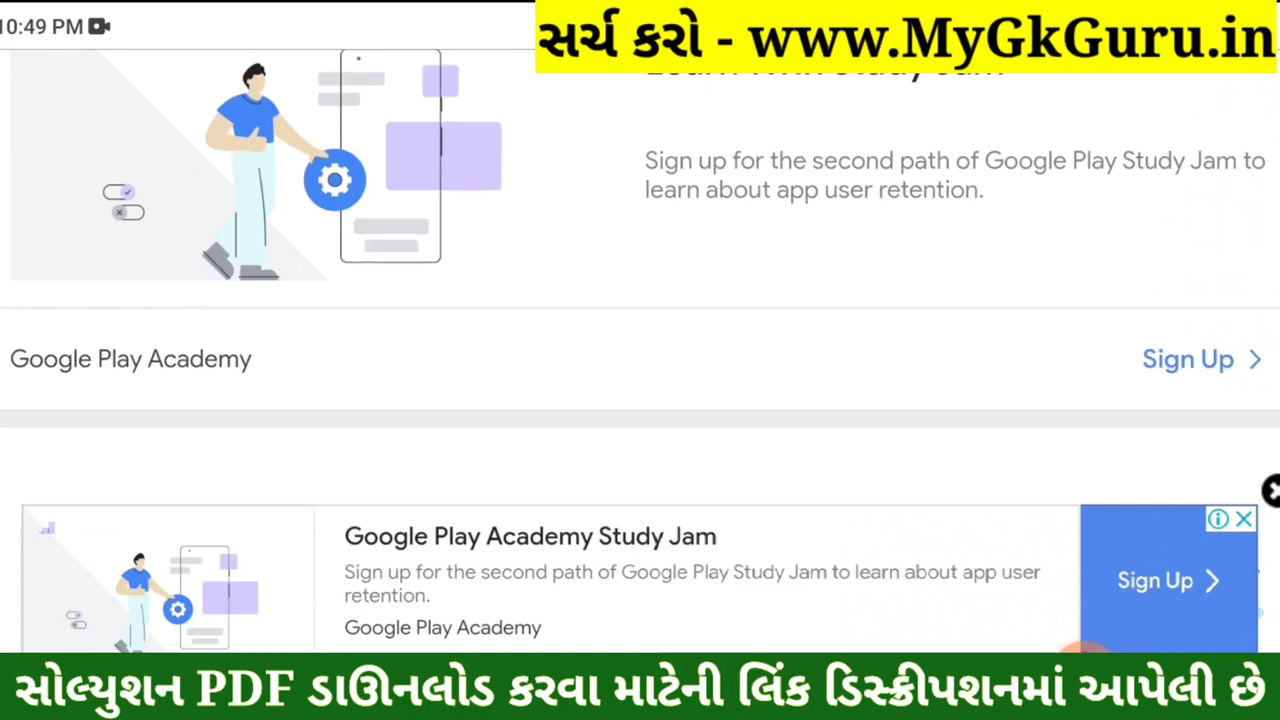 10:49 PM
સર્ચ કરો - www.MyGkGuru.in
Sign up for the second path of Google Play Study Jam to
learn about app user retention.
Google Play Academy
Sign Up
Google Play Academy Study Jam
Sign up for the second path of Google Play Study Jam to learn about app user
retention.
Google Play Academy
Sign Up
સોલ્યુશન PDF ડાઊનલોડ કરવા માટેની લિંક ડિસ્ક્રીપશનમાં આપેલી છે